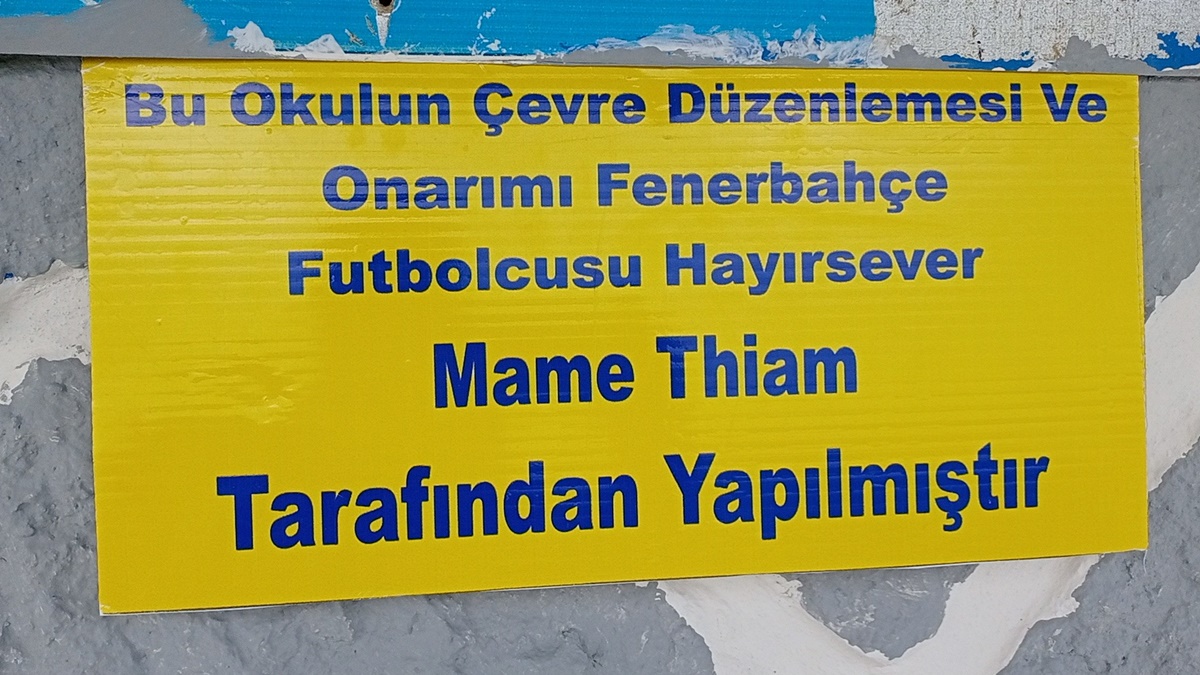 Bu Okulun Çevre Düzenlemesi Ve
Onarımı Fenerbahçe
Futbolcusu Hayırsever
Mame Thiam
Tarafından Yapılmıştır